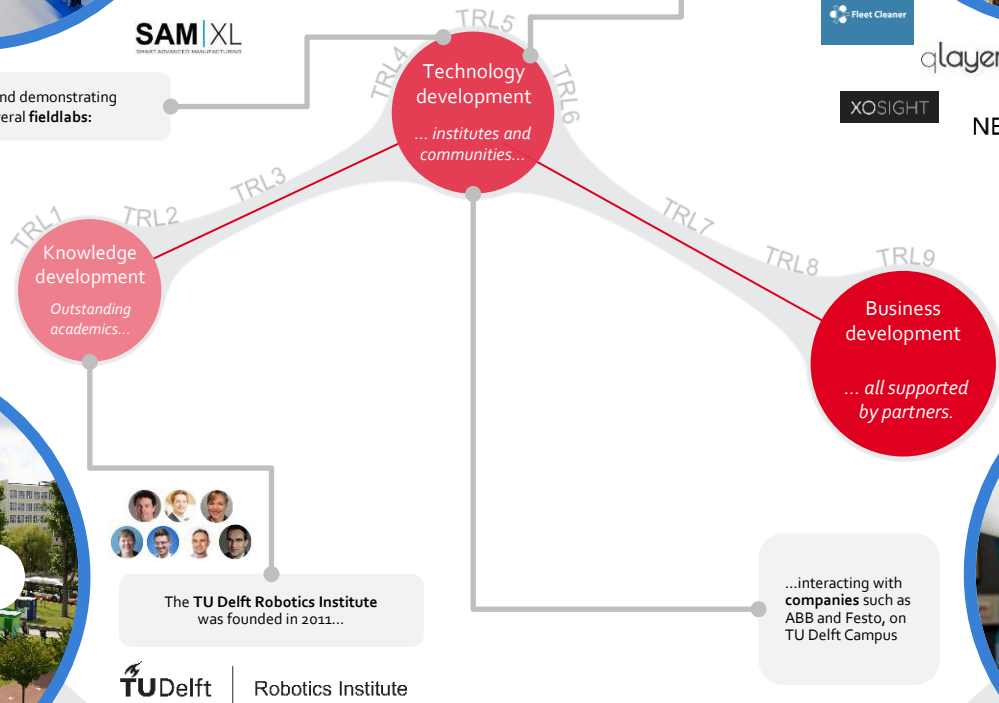 SAM|XL
SMART ADVANCED MANUFACTURING
TRL5
Fleet Cleaner
qlayer
XOSIGHT
NE
nd demonstrating
eral fieldlabs:
TRL4
Technology
development
... institutes and
communities...
TRL6
TRL3
TRL1
TRL2
Knowledge
development
Outstanding
academics...
TRL7
TRL8
TRL9
Business
development
... all supported
by partners.
The TU Delft Robotics Institute
was founded in 2011...
TUDelft
Robotics Institute
...interacting with
companies such as
ABB and Festo, on
TU Delft Campus